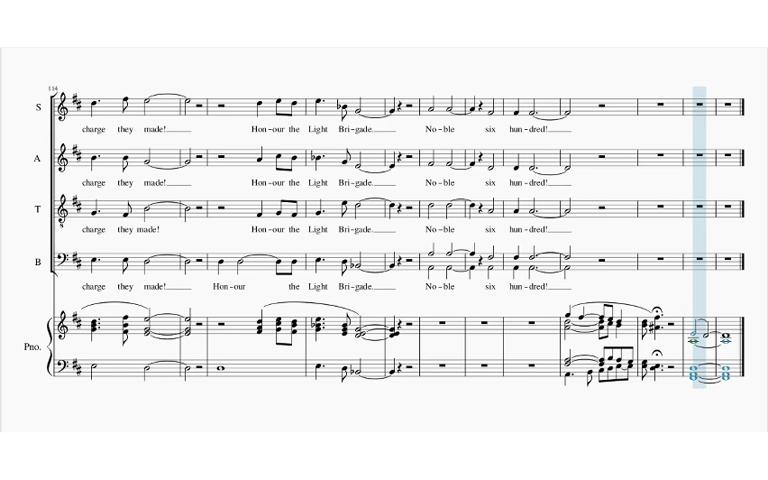 114
S
charge they made! Hon-our the Light Bri-gade. No-ble six hun-dred!
A
charge they made! Hon-our the Light Bri-gade. No-ble six hun-dred!
T
charge they made! Hon-our the Light Bri-gade. No-ble six hun-dred!
B
charge they made! Hon-our the Light Bri-gade. No-ble six hun-dred!
Pno.